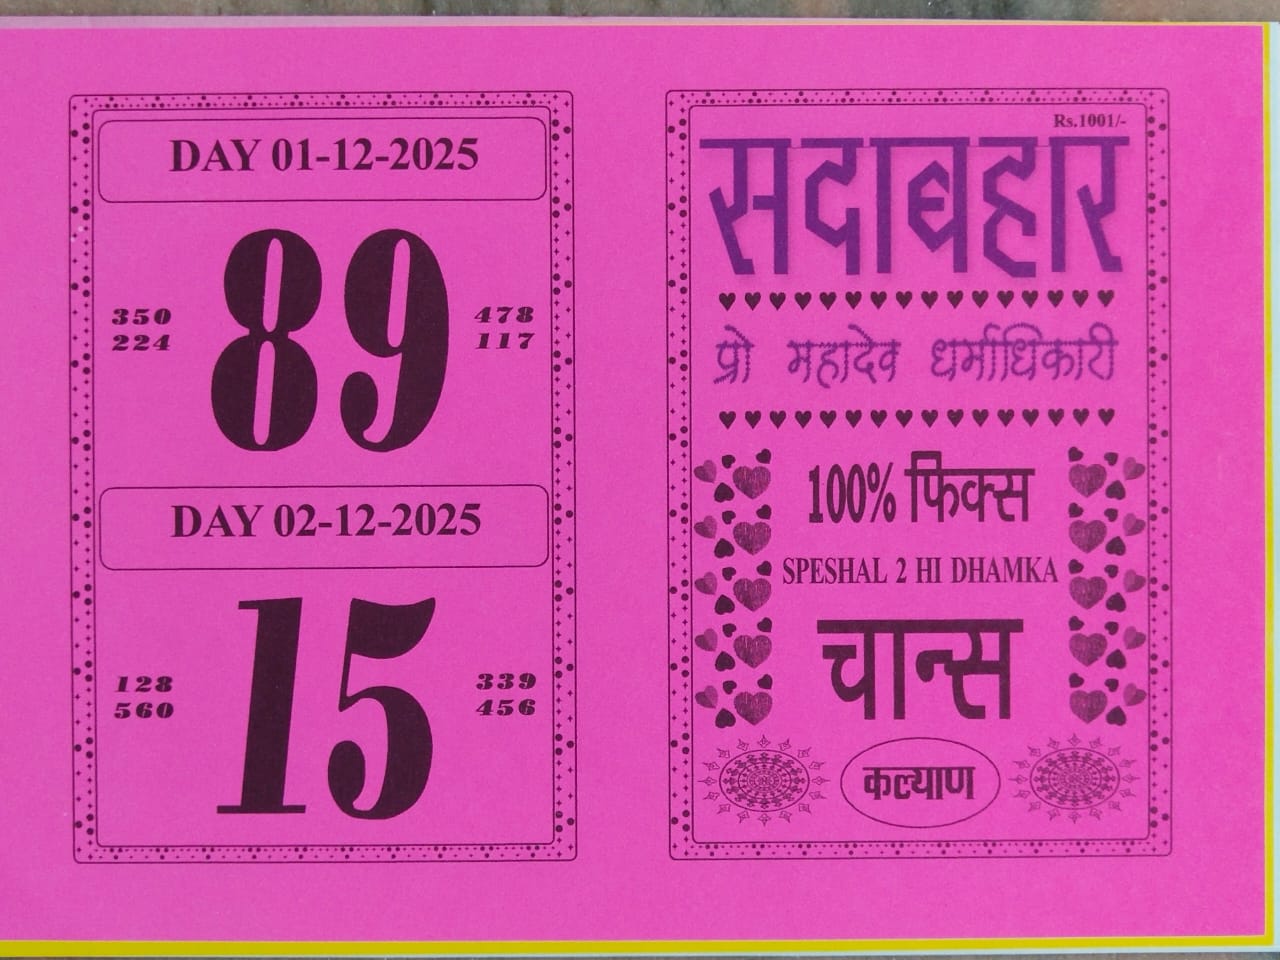 DAY 01-12-2025
350
224
89
478
117
DAY 02-12-2025
128
560
15
339
456
Rs.1001/-
सदाबहार
प्रो महादेव धर्माधिकारी
100% फिक्स
SPESHAL 2 HI DHAMKA
चान्स
कल्याण